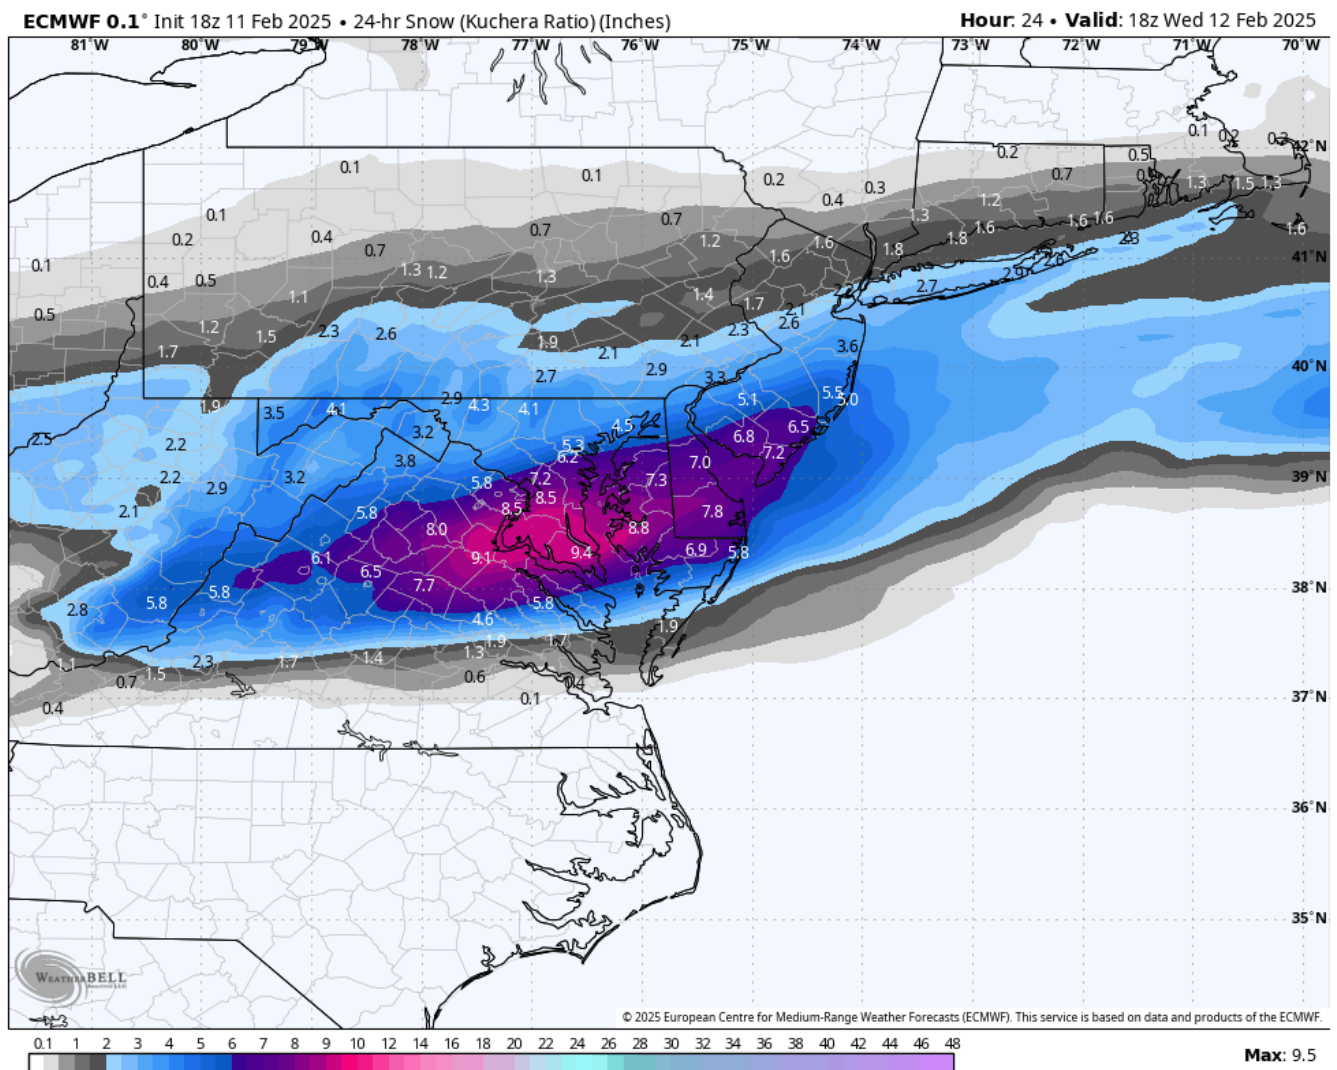 ECMWF 0.1° Init 18z 11 Feb 2025 • 24-hr Snow (Kuchera Ratio) (Inches)
Hour: 24 • Valid: 18z Wed 12 Feb 2025
81°W 80°W 79°W 78°W 77°W 76°W 75°W 74°W 73°W 72°W 71°W 70°W
0.1 0.2 0.2
42°N
0.2 0.5
0.1 0.1 0.2 0.3 0.7 1.3 1.5 1.3
0.4 1.2
0.1 0.7 1.3 1.6 1.6
0.2 0.4 0.7 0.7 1.2 1.6 1.6 1.8 1.8 1.6 2.3 1.6
41°N
0.1 0.4 0.5 1.3 1.2 1.3 2.7 2.9 2.6
0.5 1.1 1.4 1.7 2.1
1.2 1.5 2.3 2.6 1.9 2.1 2.3 2.6 3.6
1.7 2.1
40°N
2.7 2.9 3.3
1.9 3.5 4.1 2.9 4.3 4.1 5.1 5.5 5.0
2.5 2.2 3.2 5.3 4.5 6.8 6.5
3.8 6.2 7.0 7.2
39°N
2.2 2.9 3.2 5.8 7.2 7.3
2.1 5.8 8.5 8.5 7.8
8.0 8.8
6.1 9.1 9.4 6.9 5.8
6.5 7.7
38°N
2.8 5.8 5.8 5.8
4.6 1.9
1.1 1.5 2.3 1.7 1.4 1.3 1.9 1.7
0.7 0.6 0.4
0.4 0.1
37°N
36°N
35°N
WEATHERBELL
© 2025 European Centre for Medium-Range Weather Forecasts (ECMWF). This service is based on data and products of the ECMWF.
0.1 1 2 3 4 5 6 7 8 9 10 12 14 16 18 20 22 24 26 28 30 32 34 36 38 40 42 44 46 48
Max: 9.5